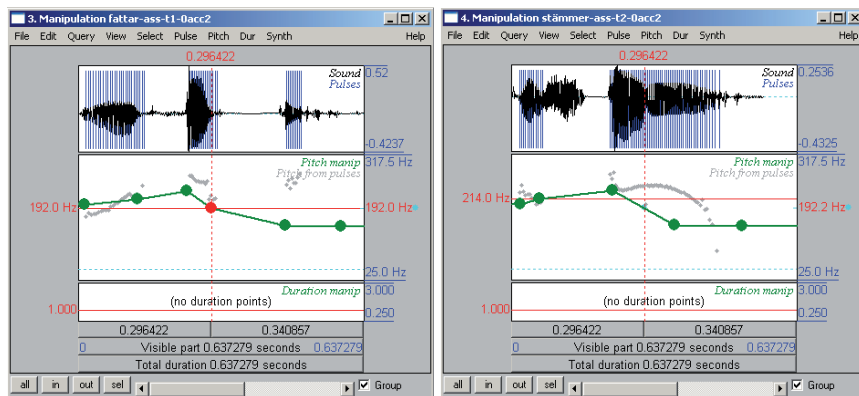 3. Manipulation fattar-ass-t1-0acc2
File Edit Query View Select Pulse Pitch Dur Synth Help
0.296422
Sound
Pulses
0.52
-0.4237
Pitch manip
Pitch from pulses
317.5 Hz
192.0 Hz
192.0 Hz
25.0 Hz
Duration manip
3.000
(no duration points)
1.000
0.250
0.296422 0.340857
0 Visible part 0.637279 seconds 0.637279
Total duration 0.637279 seconds
all in out sel Group
4. Manipulation stämmer-ass-t2-0acc2
File Edit Query View Select Pulse Pitch Dur Synth Help
0.296422
Sound
Pulses
0.2536
-0.4325
Pitch manip
Pitch from pulses
317.5 Hz
214.0 Hz
192.2 Hz
25.0 Hz
Duration manip
3.000
(no duration points)
1.000
0.250
0.296422 0.340857
0 Visible part 0.637279 seconds 0.637279
Total duration 0.637279 seconds
all in out sel Group